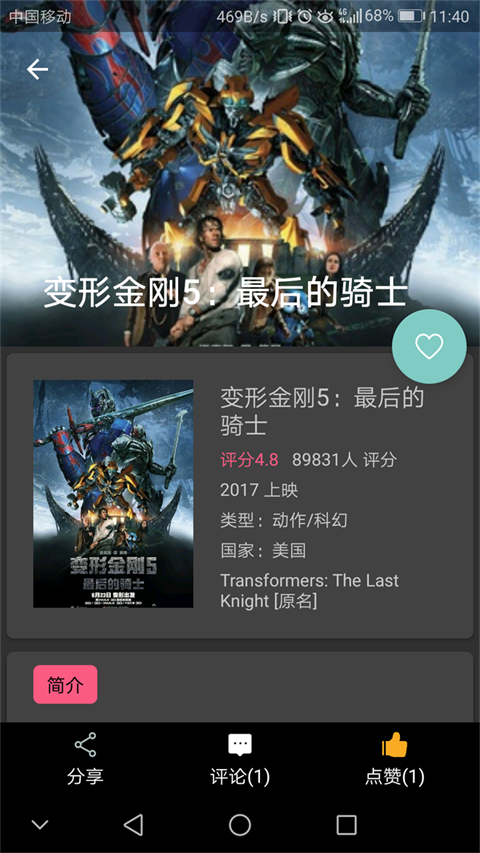 中国移动 469B/s 4G 68% 11:40
变形金刚5：最后的骑士
变形金刚5：最后的
骑士
评分4.8 89831人 评分
2017 上映
类型：动作/科幻
国家：美国
Transformers: The Last
Knight [原名]
变形金刚5
最后的骑士
6月23日 变形出发
简介
分享 评论(1) 点赞(1)